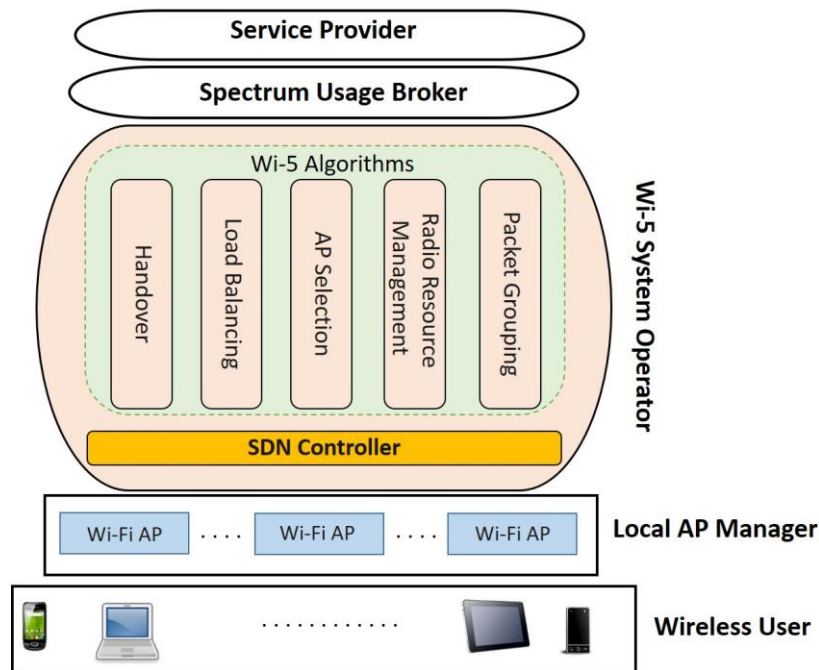 Service Provider
Spectrum Usage Broker
Wi-5 Algorithms
Handover
Load Balancing
AP Selection
Radio Resource
Management
Packet Grouping
SDN Controller
Wi-5 System Operator
Wi-Fi AP .... Wi-Fi AP .... Wi-Fi AP
Local AP Manager
............
Wireless User